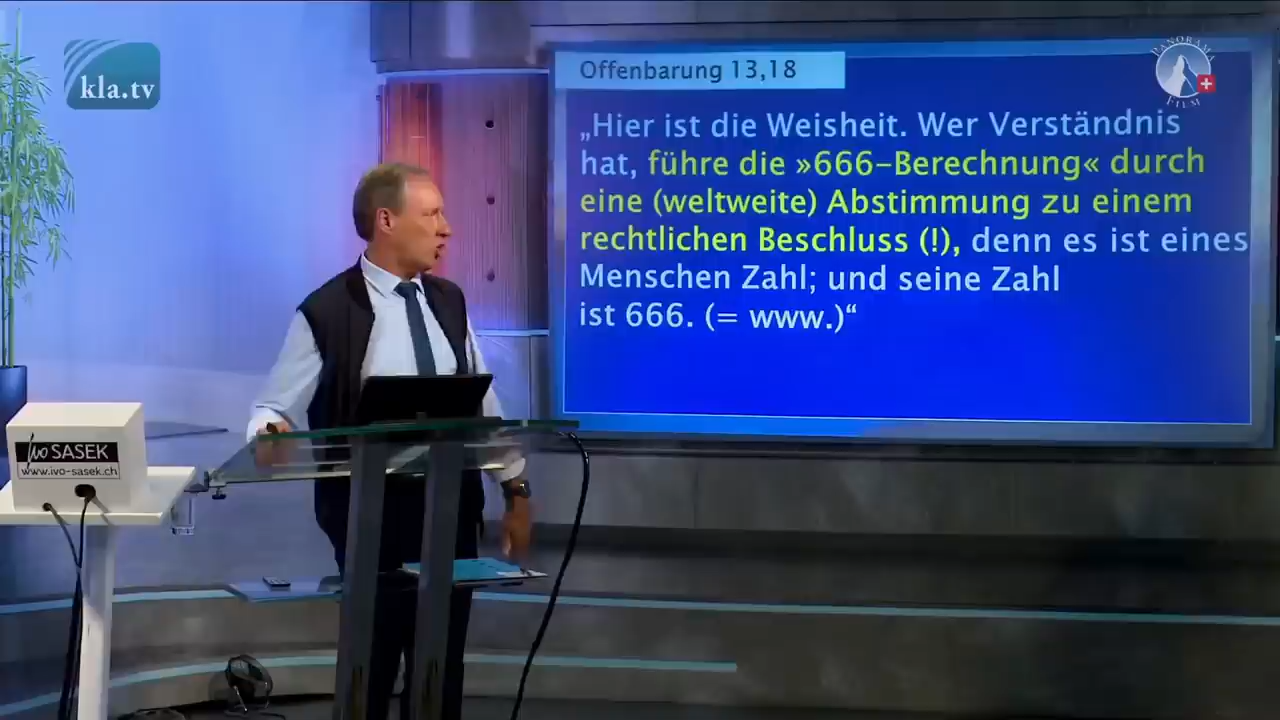 kla.tv
PANORAMA
FILM
Offenbarung 13,18
„Hier ist die Weisheit. Wer Verständnis
hat, führe die »666-Berechnung« durch
eine (weltweite) Abstimmung zu einem
rechtlichen Beschluss (!), denn es ist eines
Menschen Zahl; und seine Zahl
ist 666. (= www.)“
ivo SASEK
www.ivo-sasek.ch